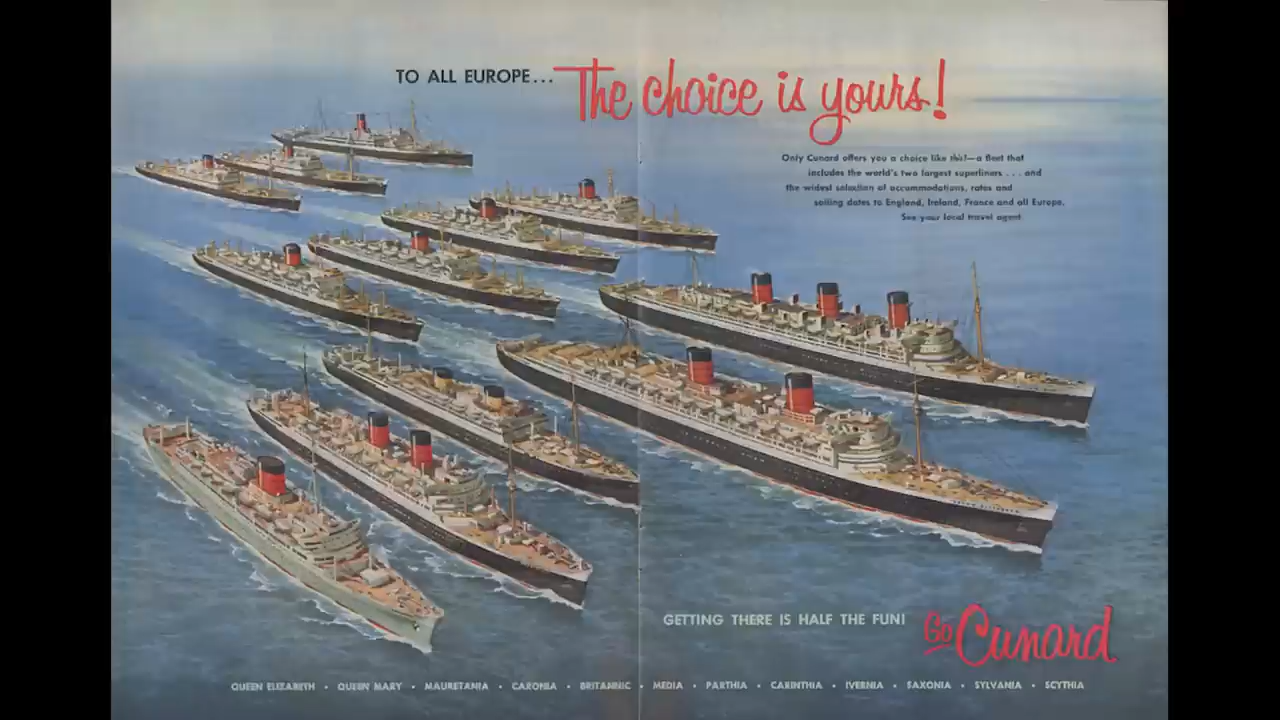 TO ALL EUROPE... The choice is yours!
Only Cunard offers you a choice like this!—a fleet that
includes the world's two largest superliners . . . and
the widest selection of accommodations, rates and
sailing dates to England, Ireland, France and all Europe.
See your local travel agent.
GETTING THERE IS HALF THE FUN! Go Cunard
QUEEN ELIZABETH • QUEEN MARY • MAURETANIA • CARONIA • BRITANNIC • MEDIA • PARTHIA • CARINTHIA • IVERNIA • SAXONIA • SYLVANIA • SCYTHIA